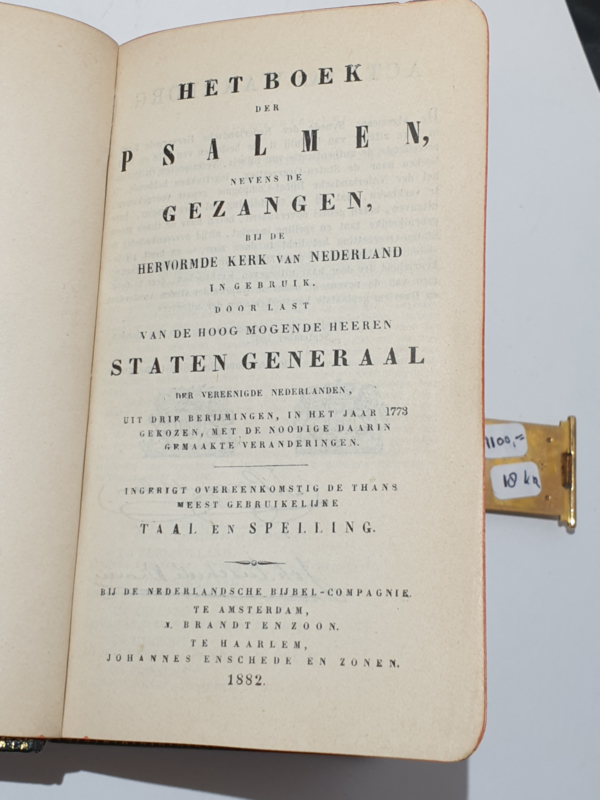 HET BOEK
DER
PSALMEN,
NEVENS DE
GEZANGEN,
BIJ DE
HERVORMDE KERK VAN NEDERLAND
IN GEBRUIK.
DOOR LAST
VAN DE HOOG MOGENDE HEEREN
STATEN GENERAAL
DER VEREENIGDE NEDERLANDEN,
UIT DRIE BERIJMINGEN, IN HET JAAR 1773
GEKOZEN, MET DE NOODIGE DAARIN
GEMAAKTE VERANDERINGEN.
INGERIGT OVEREENKOMSTIG DE THANS
MEEST GEBRUIKELIJKE
TAAL EN SPELLING.
BIJ DE NEDERLANDSCHE BIJBEL-COMPAGNIE.
TE AMSTERDAM,
N. BRANDT EN ZOON.
TE HAARLEM,
JOHANNES ENSCHEDE EN ZONEN.
1882.
1100,=
18 kr